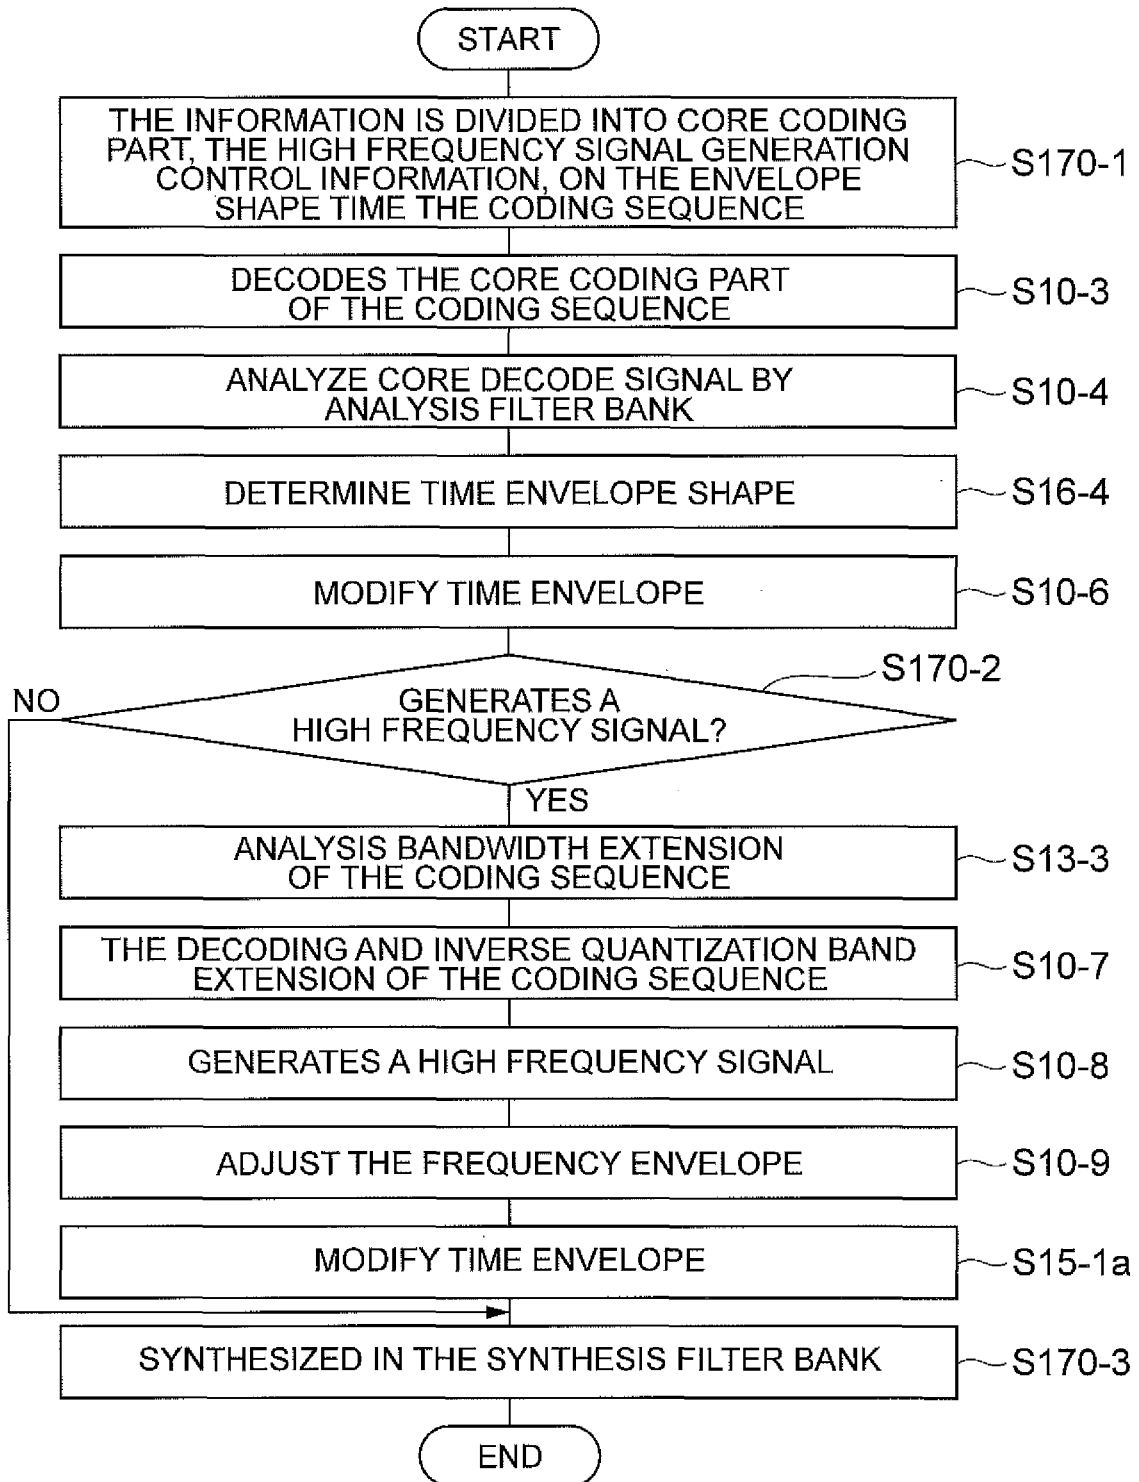 START
THE INFORMATION IS DIVIDED INTO CORE CODING
PART, THE HIGH FREQUENCY SIGNAL GENERATION
CONTROL INFORMATION, ON THE ENVELOPE
SHAPE TIME THE CODING SEQUENCE
S170-1
DECODES THE CORE CODING PART
OF THE CODING SEQUENCE
S10-3
ANALYZE CORE DECODE SIGNAL BY
ANALYSIS FILTER BANK
S10-4
DETERMINE TIME ENVELOPE SHAPE
S16-4
MODIFY TIME ENVELOPE
S10-6
S170-2
NO
GENERATES A
HIGH FREQUENCY SIGNAL?
YES
ANALYSIS BANDWIDTH EXTENSION
OF THE CODING SEQUENCE
S13-3
THE DECODING AND INVERSE QUANTIZATION BAND
EXTENSION OF THE CODING SEQUENCE
S10-7
GENERATES A HIGH FREQUENCY SIGNAL
S10-8
ADJUST THE FREQUENCY ENVELOPE
S10-9
MODIFY TIME ENVELOPE
S15-1a
SYNTHESIZED IN THE SYNTHESIS FILTER BANK
S170-3
END